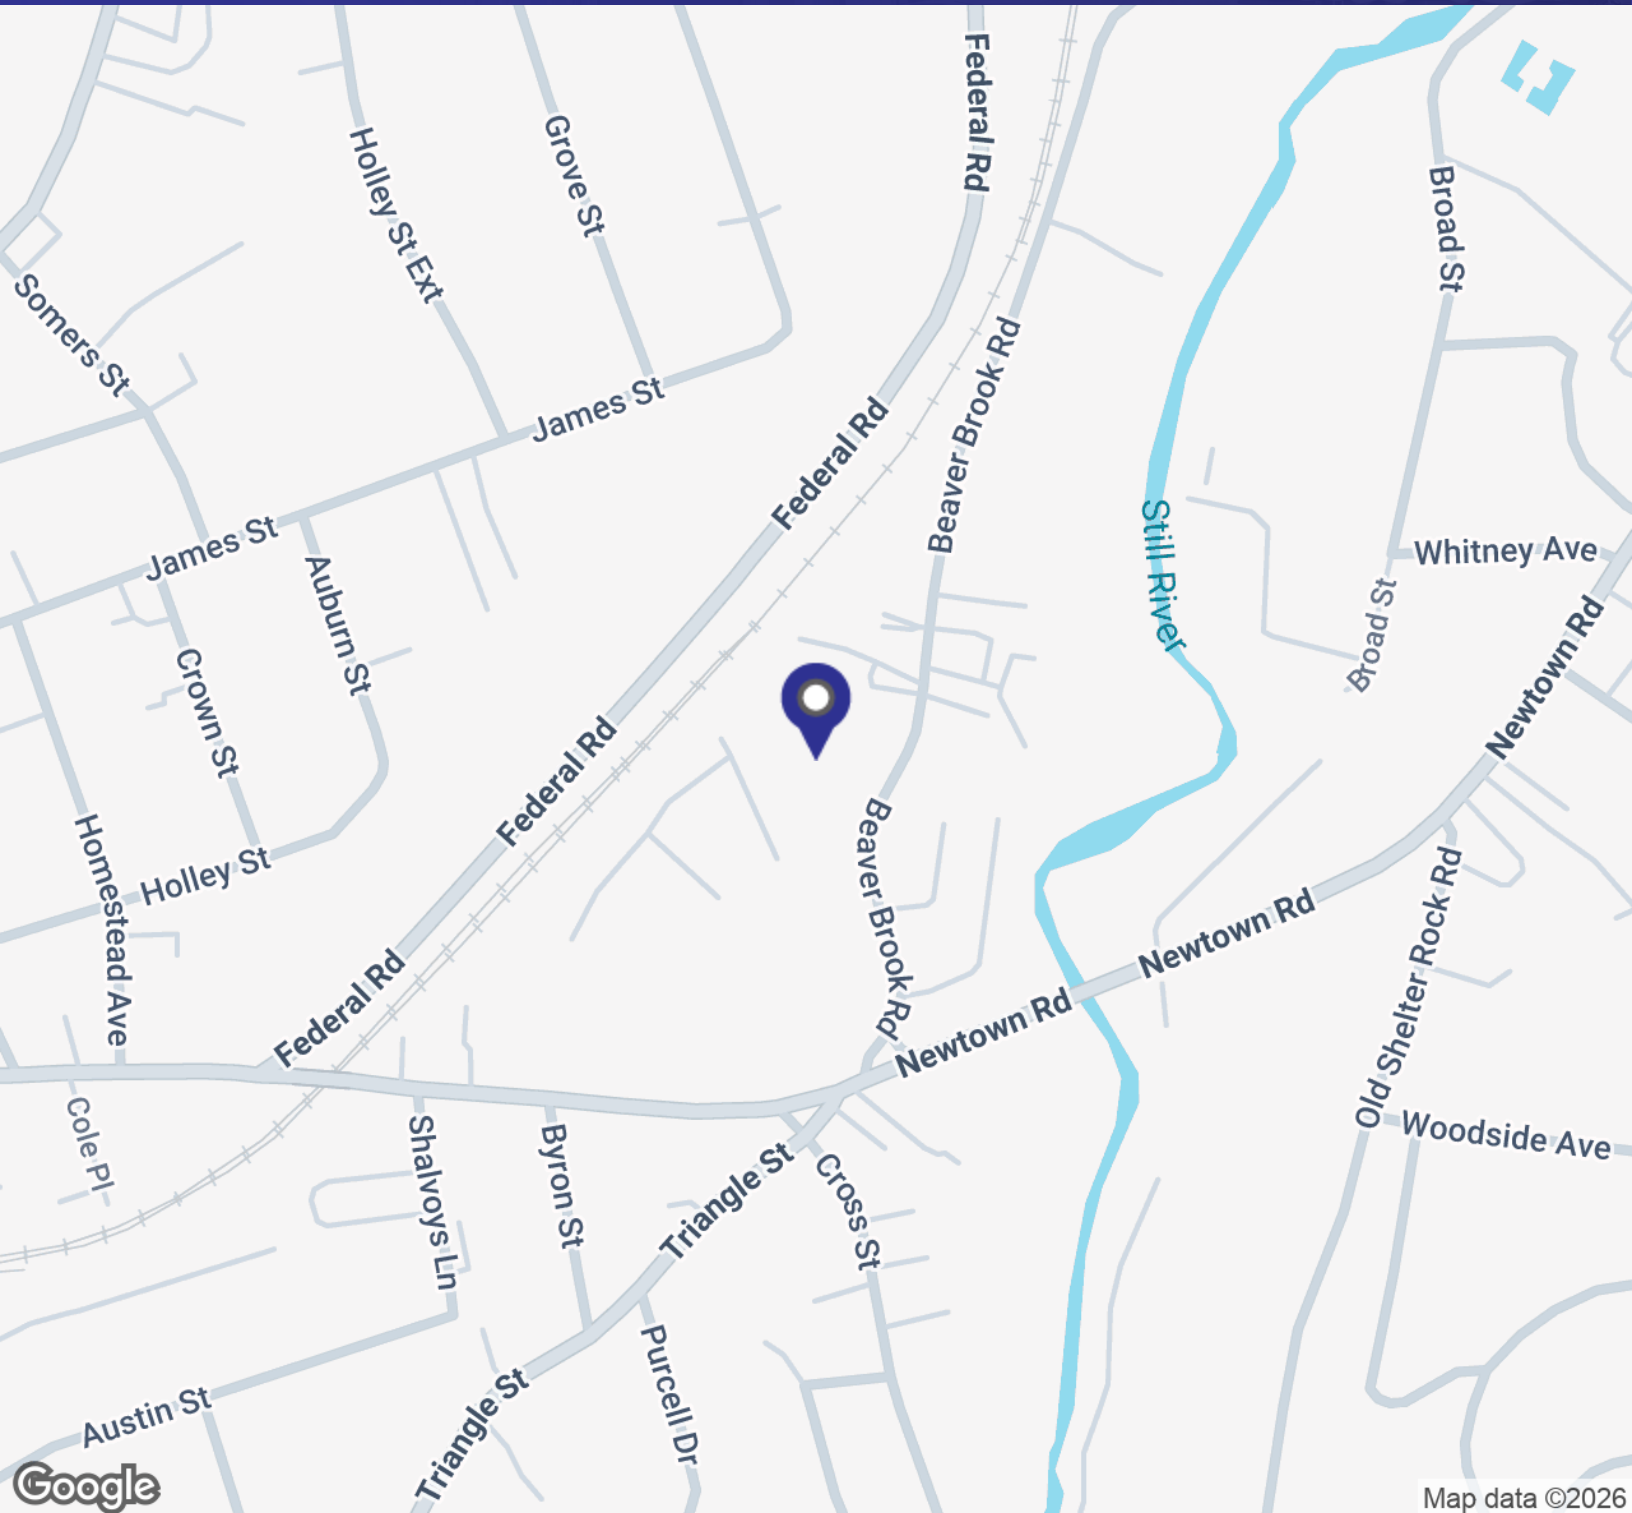 Federal Rd
Holley St Ext
Grove St
Broad St
Somers St
Beaver Brook Rd
James St
Federal Rd
Still River
James St
Whitney Ave
Auburn St
Broad St
Newtown Rd
Crown St
Federal Rd
Homestead Ave
Beaver Brook Rd
Holley St
Old Shelter Rock Rd
Newtown Rd
Federal Rd
Newtown Rd
Cole Pl
Shalvoys Ln
Byron St
Triangle St
Cross St
Woodside Ave
Purcell Dr
Austin St
Triangle St
Google
Map data ©2026